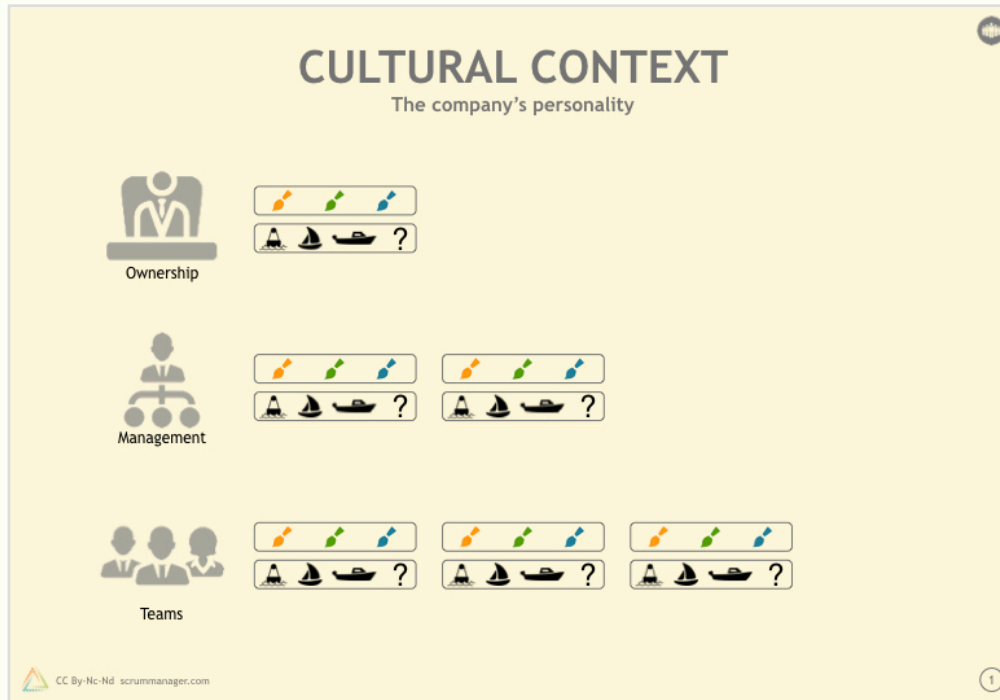 CULTURAL CONTEXT
The company's personality
?
Ownership
? ?
Management
? ? ?
Teams
CC By-Nc-Nd scrummanager.com
1